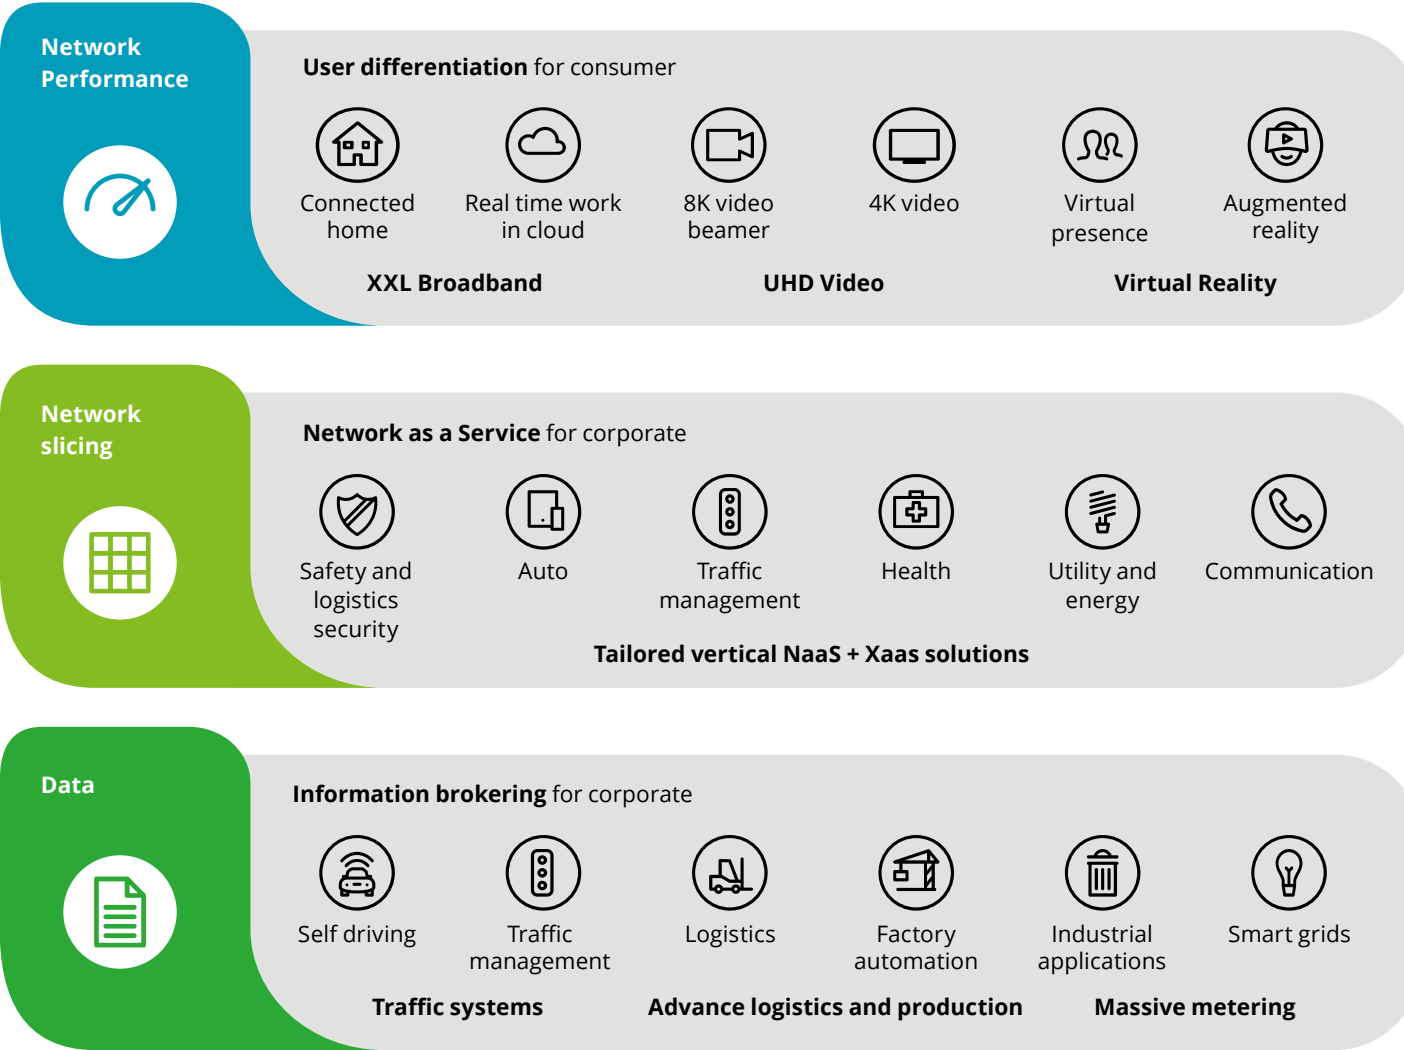 Network
Performance
User differentiation for consumer
Connected
home
Real time work
in cloud
8K video
beamer
4K video
Virtual
presence
Augmented
reality
XXL Broadband
UHD Video
Virtual Reality
Network
slicing
Network as a Service for corporate
Safety and
logistics
security
Auto
Traffic
management
Health
Utility and
energy
Communication
Tailored vertical NaaS + Xaas solutions
Data
Information brokering for corporate
Self driving
Traffic
management
Logistics
Factory
automation
Industrial
applications
Smart grids
Traffic systems
Advance logistics and production
Massive metering